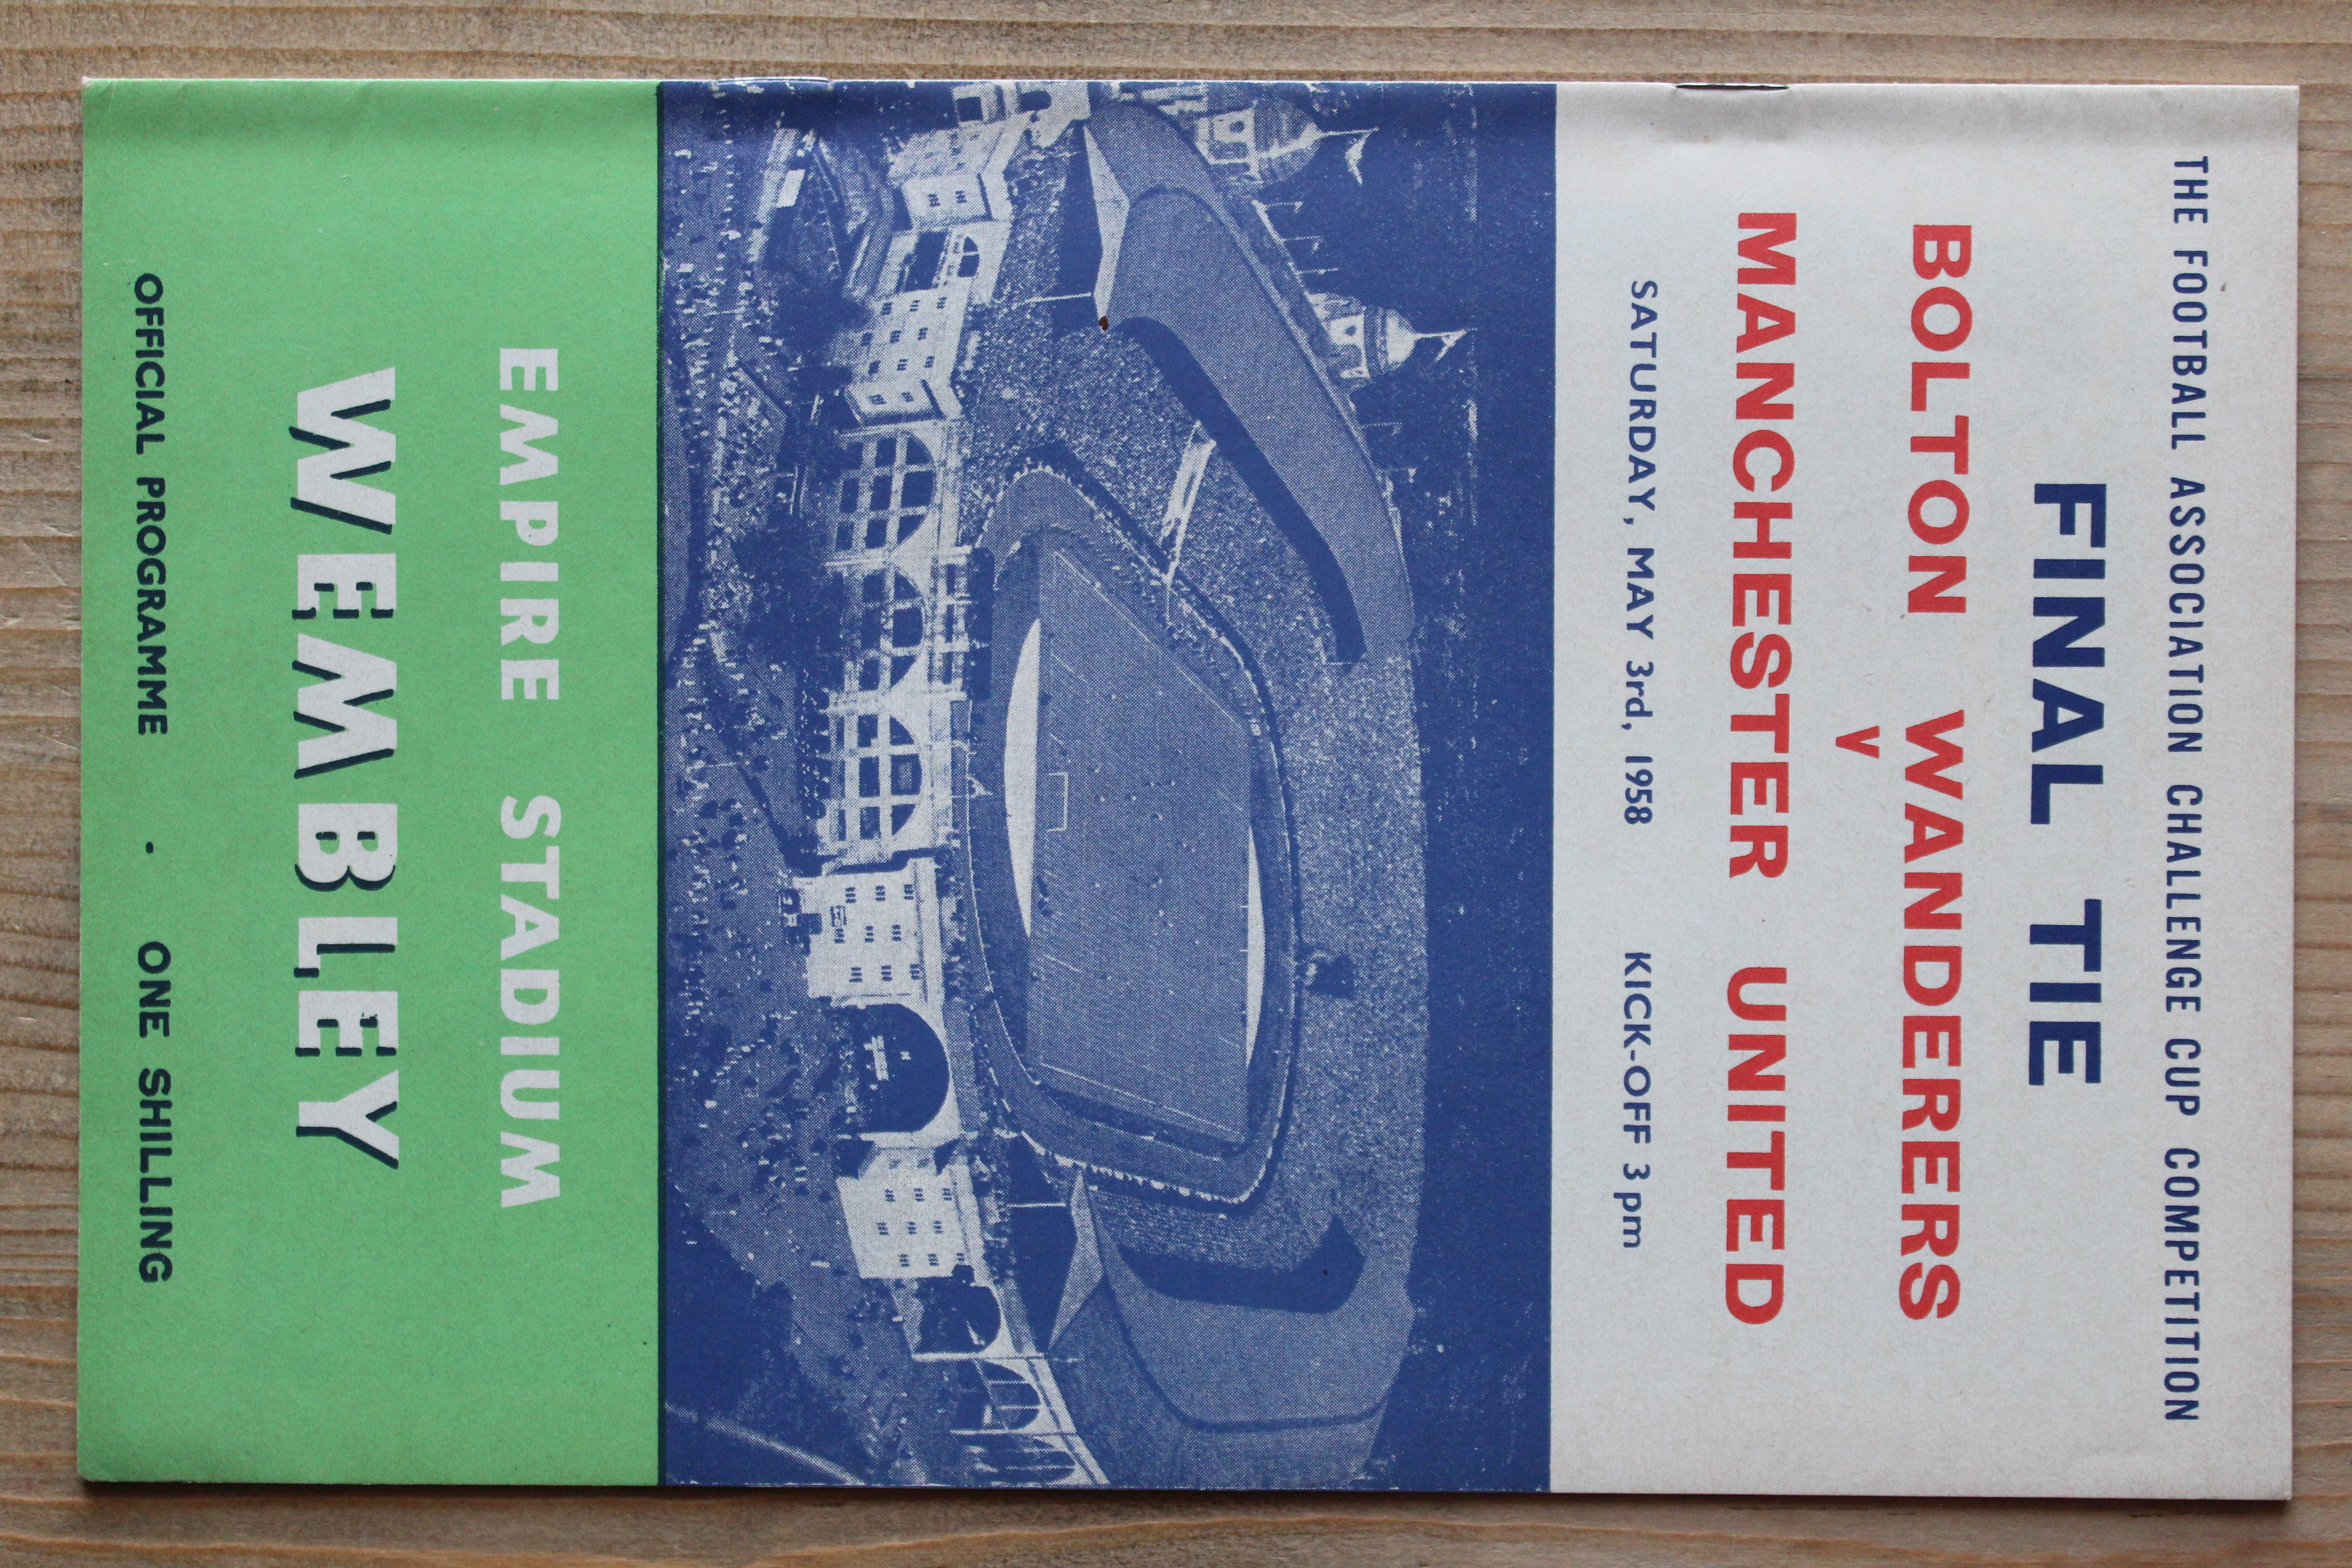 THE FOOTBALL ASSOCIATION CHALLENGE CUP COMPETITION
FINAL TIE
BOLTON WANDERERS
V
MANCHESTER UNITED
SATURDAY, MAY 3rd, 1958 KICK-OFF 3 pm
EMPIRE STADIUM
WEMBLEY
OFFICIAL PROGRAMME · ONE SHILLING